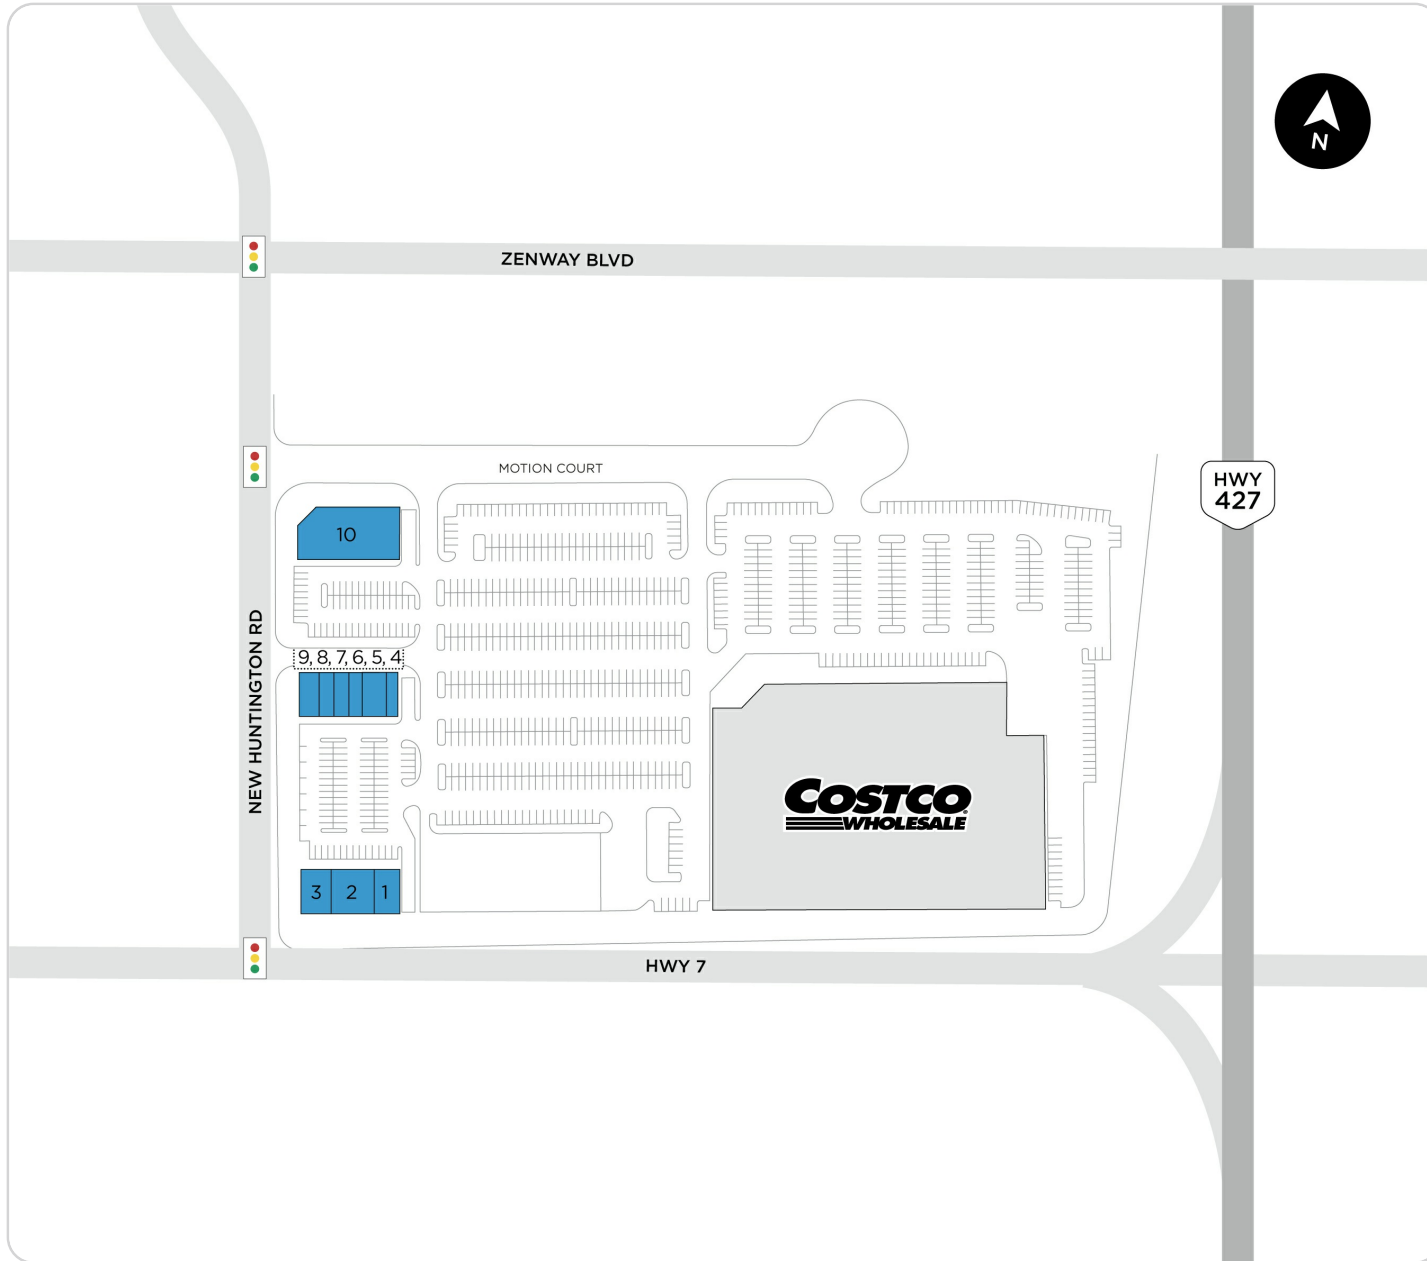 N
ZENWAY BLVD
MOTION COURT
HWY
427
10
NEW HUNTINGTON RD
9, 8, 7, 6, 5, 4
COSTCO
WHOLESALE
3 2 1
HWY 7